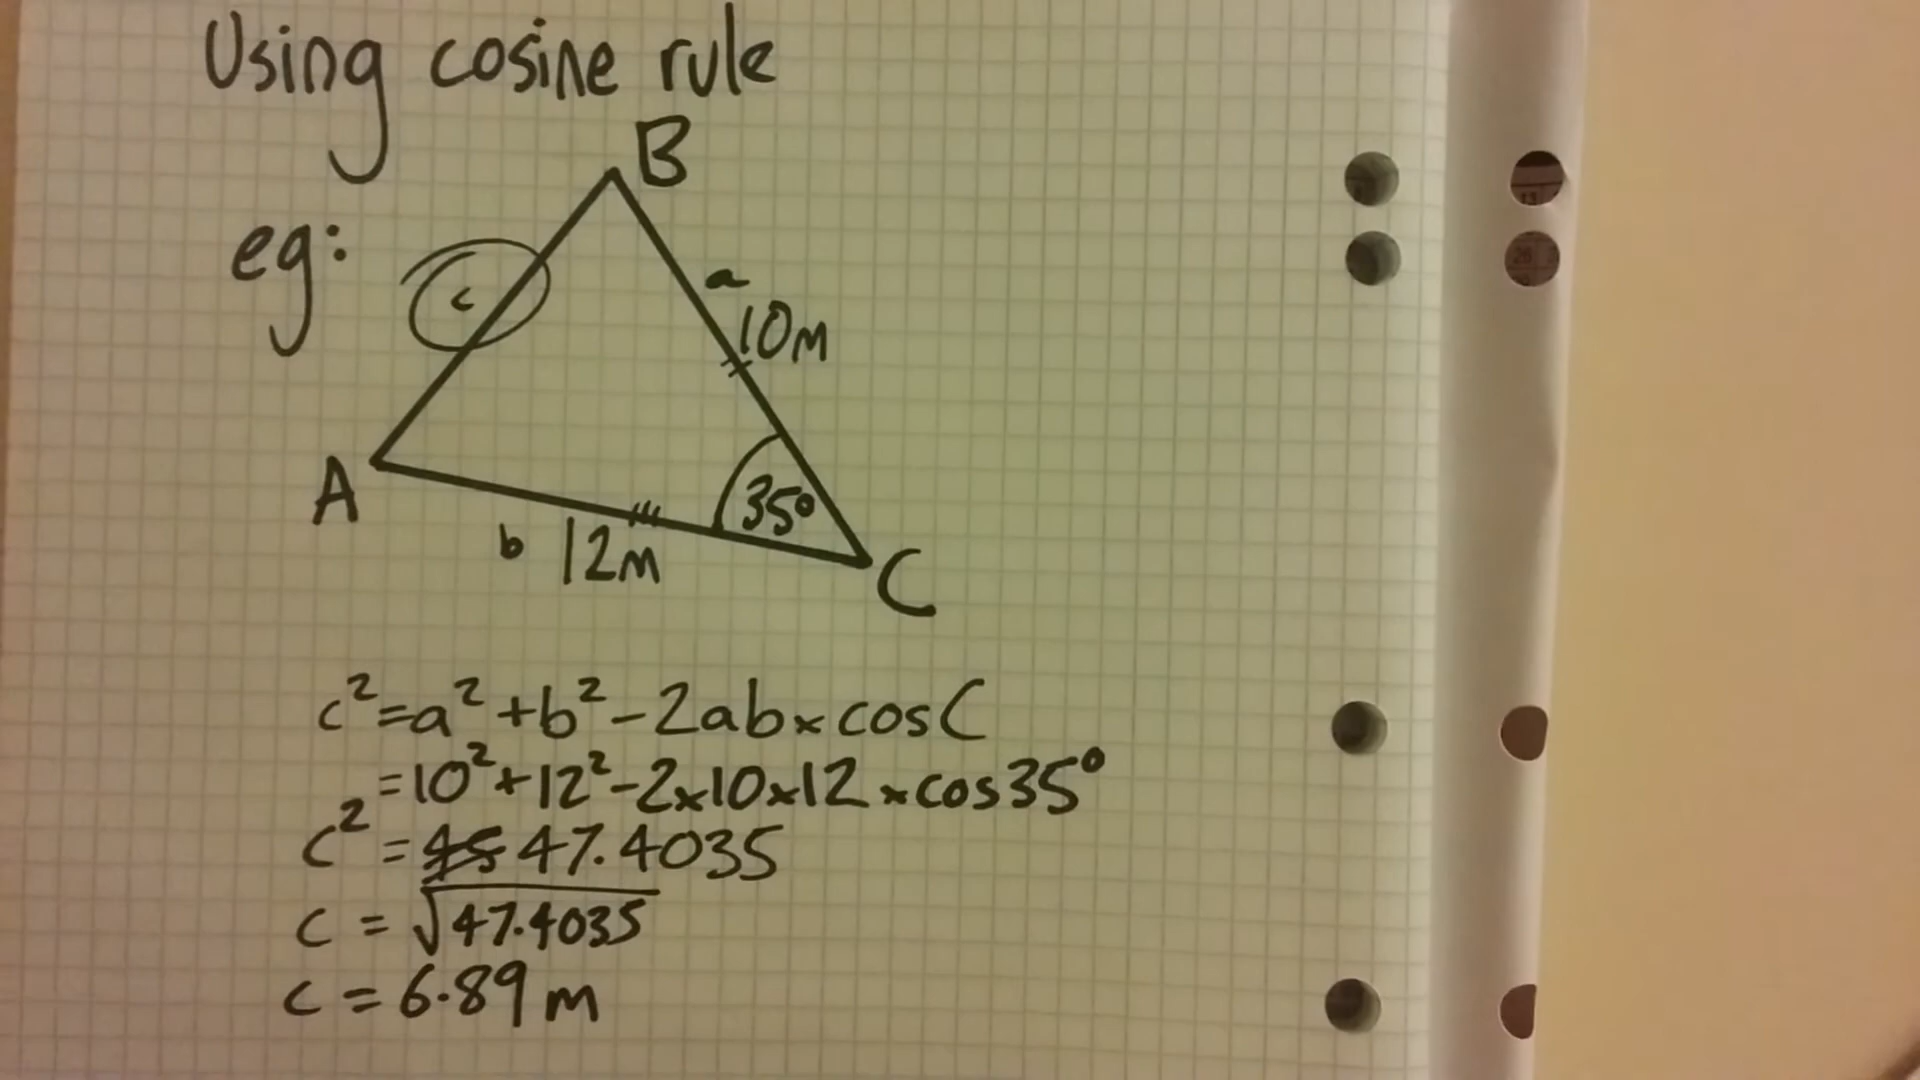 Using cosine rule
B
eg:
c
a
10m
A
35°
b 12m
C
c²=a²+b²-2ab×cosC
=10²+12²-2×10×12×cos35°
c²=45 47.4035
c=√47.4035
c=6.89m